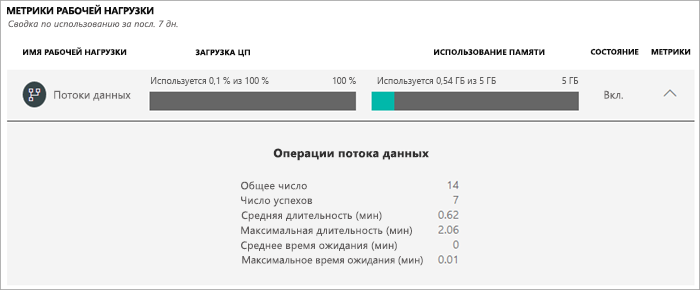 МЕТРИКИ РАБОЧЕЙ НАГРУЗКИ
Сводка по использованию за посл. 7 дн.
ИМЯ РАБОЧЕЙ НАГРУЗКИ ЗАГРУЗКА ЦП ИСПОЛЬЗОВАНИЕ ПАМЯТИ СОСТОЯНИЕ МЕТРИКИ
Используется 0,1 % из 100 % 100 % Используется 0,54 ГБ из 5 ГБ 5 ГБ
Потоки данных Вкл.
Операции потока данных
Общее число 14
Число успехов 7
Средняя длительность (мин) 0.62
Максимальная длительность (мин) 2.06
Среднее время ожидания (мин) 0
Максимальное время ожидания (мин) 0.01